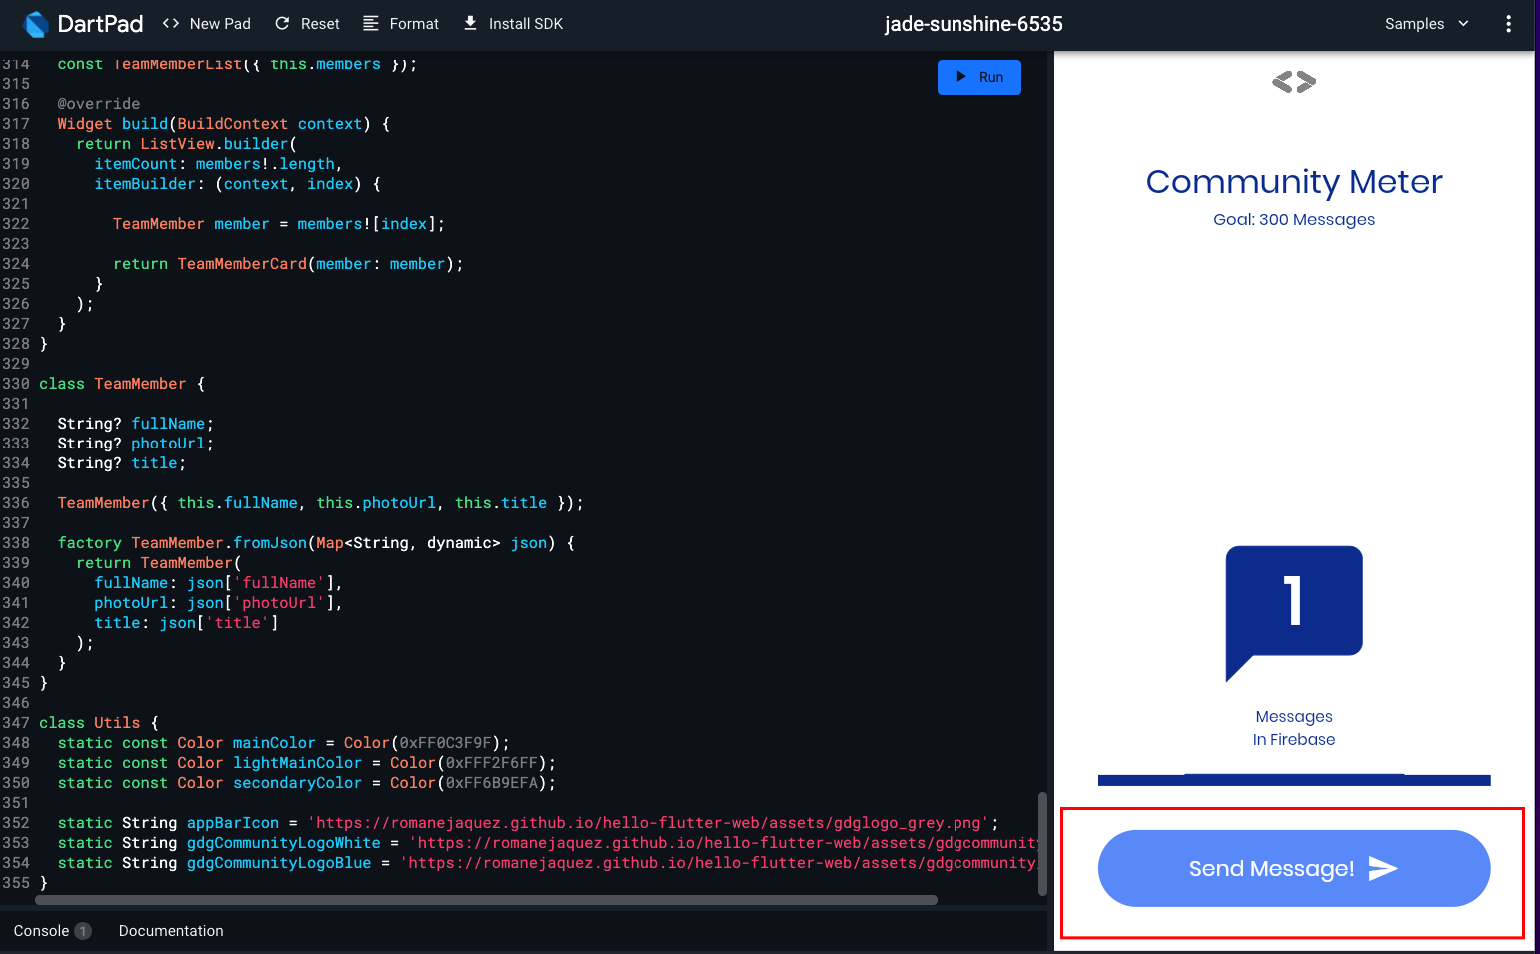 DartPad
New Pad
Reset
Format
Install SDK
jade-sunshine-6535
Samples
314 const TeamMemberList({ this.members });
315
316 @override
317 Widget build(BuildContext context) {
318 return ListView.builder(
319 itemCount: members!.length,
320 itemBuilder: (context, index) {
321
322 TeamMember member = members![index];
323
324 return TeamMemberCard(member: member);
325 }
326 );
327 }
328 }
329
330 class TeamMember {
331
332 String? fullName;
333 String? photoUrl;
334 String? title;
335
336 TeamMember({ this.fullName, this.photoUrl, this.title });
337
338 factory TeamMember.fromJson(Map<String, dynamic> json) {
339 return TeamMember(
340 fullName: json['fullName'],
341 photoUrl: json['photoUrl'],
342 title: json['title']
343 );
344 }
345 }
346
347 class Utils {
348 static const Color mainColor = Color(0xFF0C3F9F);
349 static const Color lightMainColor = Color(0xFFF2F6FF);
350 static const Color secondaryColor = Color(0xFF6B9EFA);
351
352 static String appBarIcon = 'https://romanejaquez.github.io/hello-flutter-web/assets/gdglogo_grey.png';
353 static String gdgCommunityLogoWhite = 'https://romanejaquez.github.io/hello-flutter-web/assets/gdgcommunity
354 static String gdgCommunityLogoBlue = 'https://romanejaquez.github.io/hello-flutter-web/assets/gdgcommunity
355 }
Run
Console 1
Documentation
Community Meter
Goal: 300 Messages
1
Messages
In Firebase
Send Message!